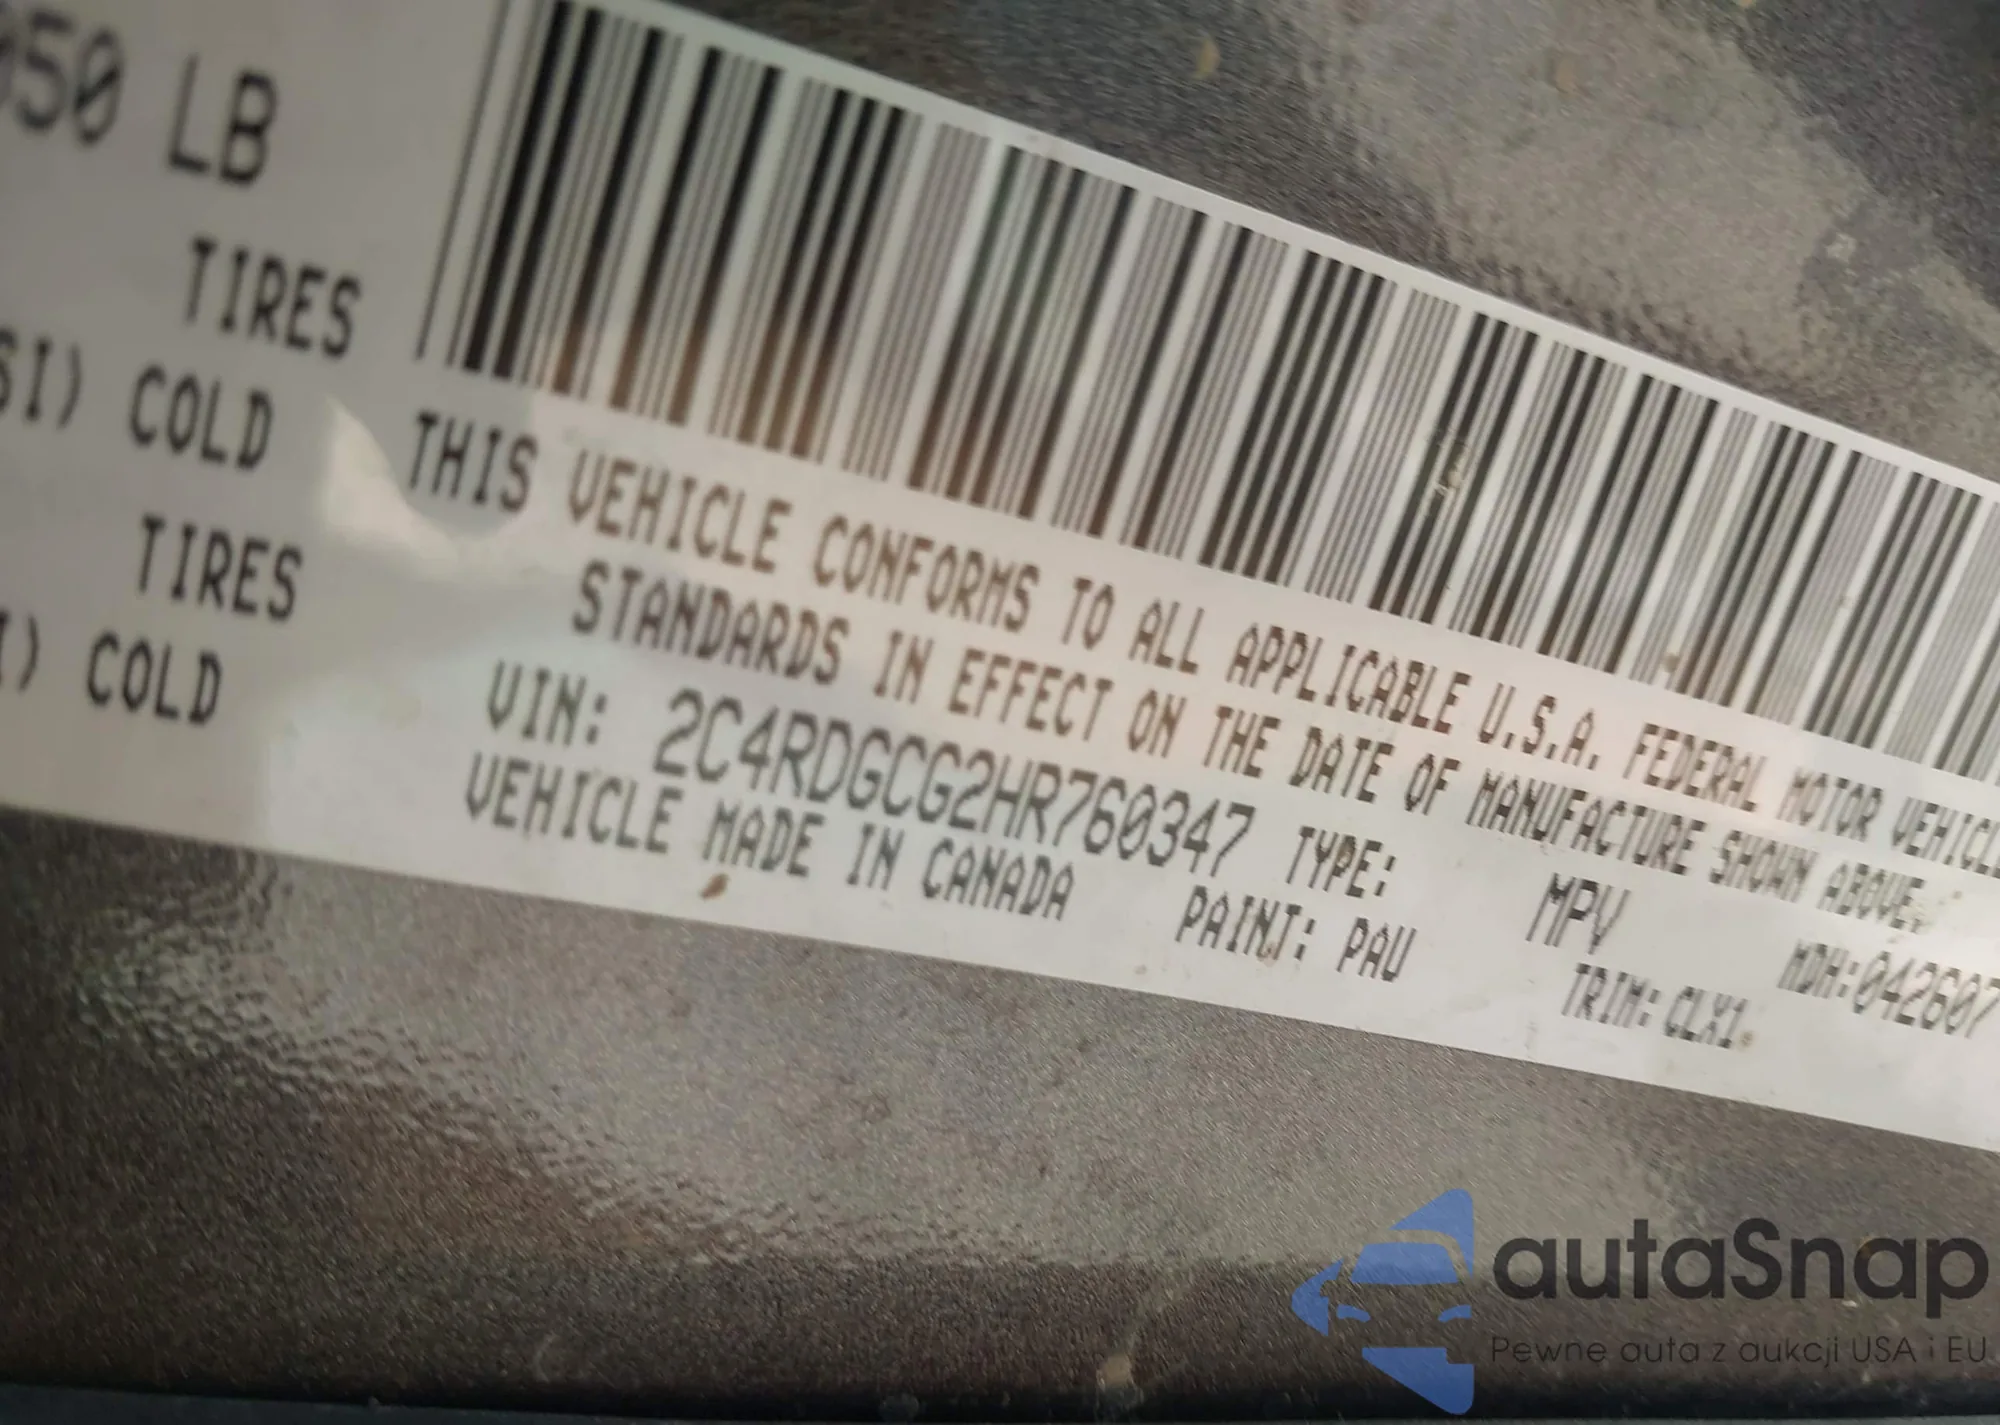 050 LB
TIRES
SI) COLD
TIRES
I) COLD
THIS VEHICLE CONFORMS TO ALL APPLICABLE U.S.A. FEDERAL MOTOR VEHICLE
STANDARDS IN EFFECT ON THE DATE OF MANUFACTURE SHOWN ABOVE.
VIN: 2C4RDGCG2HR760347 TYPE: MPV MDH:042607
VEHICLE MADE IN CANADA PAINT: PAU TRIM: CLX1
autaSnap
Pewne auta z aukcji USA i EU